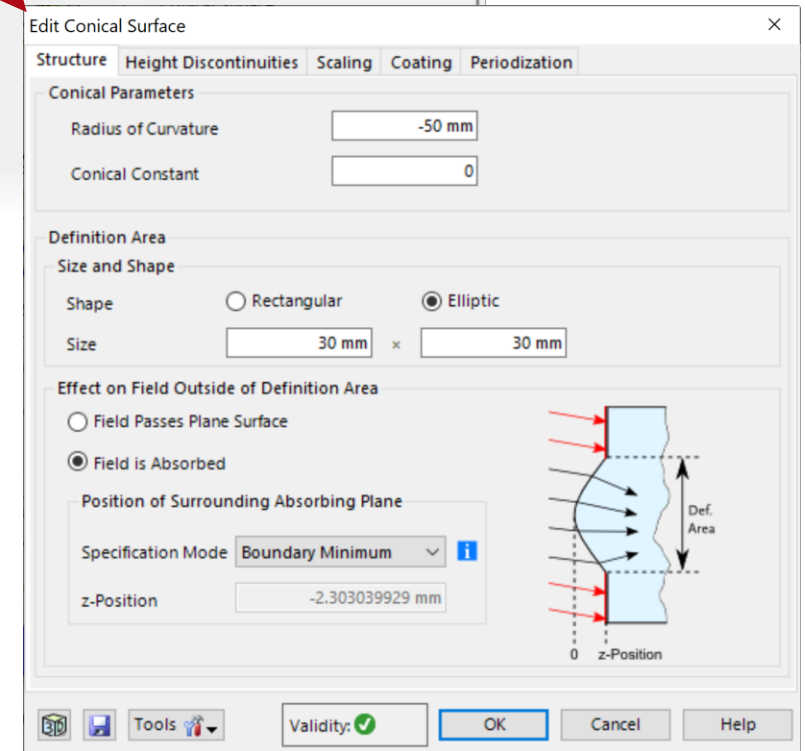 Edit Conical Surface
Structure Height Discontinuities Scaling Coating Periodization
Conical Parameters
Radius of Curvature -50 mm
Conical Constant 0
Definition Area
Size and Shape
Shape Rectangular Elliptic
Size 30 mm × 30 mm
Effect on Field Outside of Definition Area
Field Passes Plane Surface
Field is Absorbed
Position of Surrounding Absorbing Plane
Specification Mode Boundary Minimum i
z-Position -2.303039929 mm
Def.
Area
0 z-Position
3D Tools Validity: OK Cancel Help